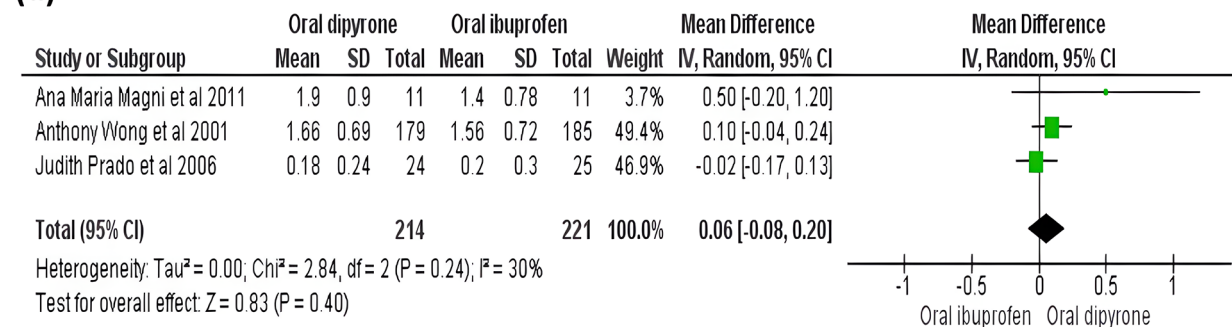 Oral dipyrone Oral ibuprofen Mean Difference Mean Difference
Study or Subgroup Mean SD Total Mean SD Total Weight IV, Random, 95% CI IV, Random, 95% CI
Ana Maria Magni et al 2011 1.9 0.9 11 1.4 0.78 11 3.7% 0.50 [-0.20, 1.20]
Anthony Wong et al 2001 1.66 0.69 179 1.56 0.72 185 49.4% 0.10 [-0.04, 0.24]
Judith Prado et al 2006 0.18 0.24 24 0.2 0.3 25 46.9% -0.02 [-0.17, 0.13]
Total (95% CI) 214 221 100.0% 0.06 [-0.08, 0.20]
Heterogeneity: Tau² = 0.00; Chi² = 2.84, df = 2 (P = 0.24); I² = 30%
Test for overall effect: Z = 0.83 (P = 0.40)
-1 -0.5 0 0.5 1
Oral ibuprofen Oral dipyrone